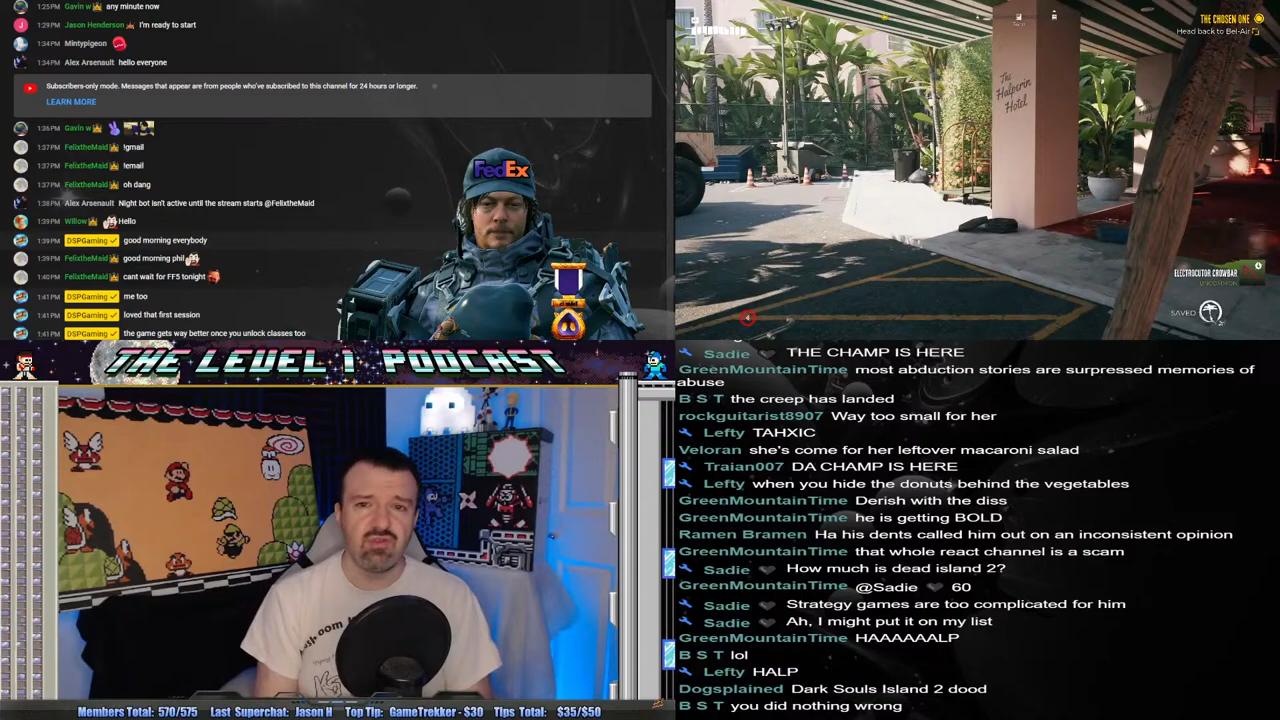 1:25PM Gavin w any minute now
1:29PM Jason Henderson I'm ready to start
1:34PM Mintypigeon
1:34PM Alex Arsenault hello everyone
Subscribers-only mode. Messages that appear are from people who've subscribed to this channel for 24 hours or longer.
LEARN MORE
1:36PM Gavin w
1:37PM FelixtheMaid !gmail
1:37PM FelixtheMaid !email
1:37PM FelixtheMaid oh dang
1:38PM Alex Arsenault Night bot isn't active until the stream starts @FelixtheMaid
1:39PM Willow Hello
1:39PM DSPGaming good morning everybody
1:39PM FelixtheMaid good morning phil
1:40PM FelixtheMaid cant wait for FF5 tonight
1:41PM DSPGaming me too
1:41PM DSPGaming loved that first session
1:41PM DSPGaming the game gets way better once you unlock classes too
FedEx
THE CHOSEN ONE
Head back to Bel-Air
The
Halperin
Hotel
ELECTROCUTOR CROWBAR
UNCOMMON
SAVED
4
THE LEVEL 1 PODCAST
Sadie THE CHAMP IS HERE
GreenMountainTime most abduction stories are surpressed memories of
abuse
B S T the creep has landed
rockguitarist8907 Way too small for her
Lefty TAHXIC
Veloran she's come for her leftover macaroni salad
Traian007 DA CHAMP IS HERE
Lefty when you hide the donuts behind the vegetables
GreenMountainTime Derish with the diss
GreenMountainTime he is getting BOLD
Ramen Bramen Ha his dents called him out on an inconsistent opinion
GreenMountainTime that whole react channel is a scam
Sadie How much is dead island 2?
GreenMountainTime @Sadie 60
Sadie Strategy games are too complicated for him
Sadie Ah, I might put it on my list
GreenMountainTime HAAAAAALP
B S T lol
Lefty HALP
Dogsplained Dark Souls Island 2 dood
B S T you did nothing wrong
Members Total: 570/575 Last Superchat: Jason H Top Tip: GameTrekker - $30 Tips Total: $35/$50